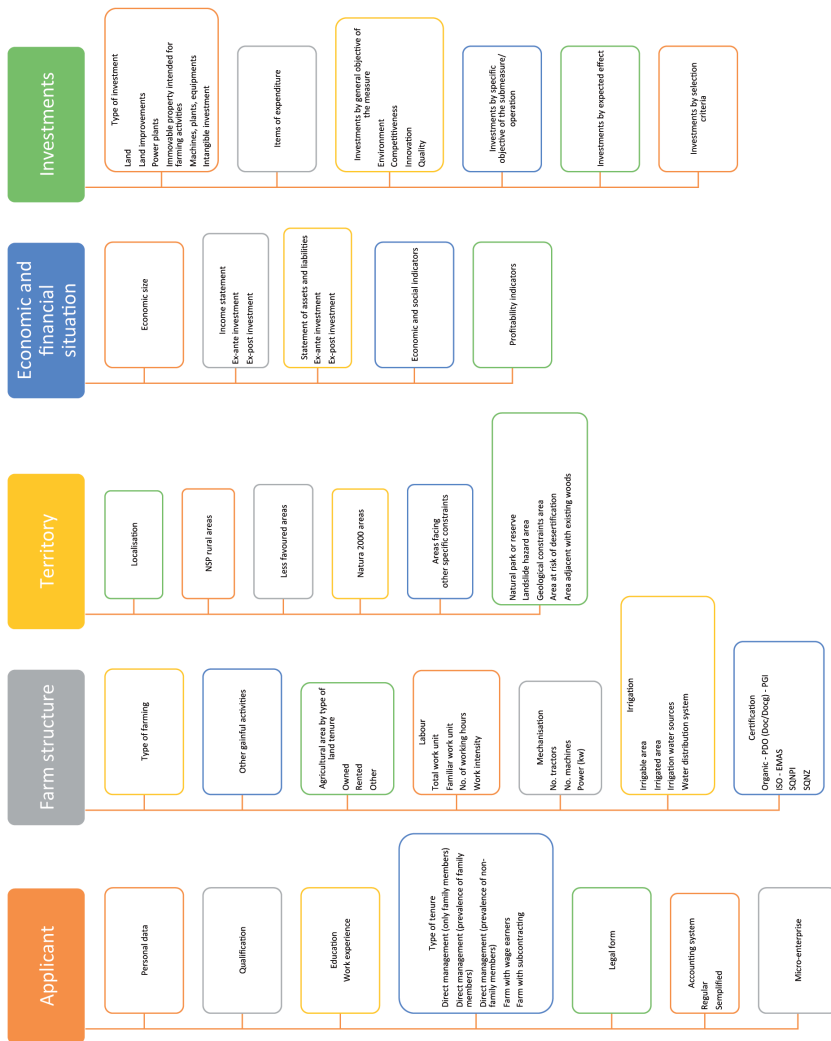 Applicant
Personal data
Qualification
Education
Work experience
Type of tenure
Direct management (only family members)
Direct management (prevalence of family
members)
Direct management (prevalence of non-
family members)
Farm with wage earners
Farm with subcontracting
Legal form
Accounting system
Regular
Semplified
Micro-enterprise
Farm structure
Type of farming
Other gainful activities
Agricultural area by type of
land tenure
Owned
Rented
Other
Labour
Total work unit
Familiar work unit
No. of working hours
Work intensity
Mechanisation
No. tractors
No. machines
Power (kw)
Irrigation
Irrigable area
Irrigated area
Irrigation water sources
Water distribution system
Certification
Organic - PDO (Doc/Docg) - PGI
ISO - EMAS
SQNPI
SQNZ
Territory
Localisation
NSP rural areas
Less favoured areas
Natura 2000 areas
Areas facing
other specific constraints
Natural park or reserve
Landslide hazard area
Geological constraints area
Area at risk of desertification
Area adjacent with existing woods
Economic and
financial
situation
Economic size
Income statement
Ex-ante investment
Ex-post investment
Statement of assets and liabilities
Ex-ante investment
Ex-post investment
Economic and social indicators
Profitability indicators
Investments
Type of investment
Land
Land improvements
Power plants
Immovable property intended for
farming activities
Machines, plants, equipments
Intangible investment
Items of expenditure
Investments by general objective of
the measure
Environment
Competitiveness
Innovation
Quality
Investments by specific
objective of the submeasure/
operation
Investments by expected effect
Investments by selection
criteria